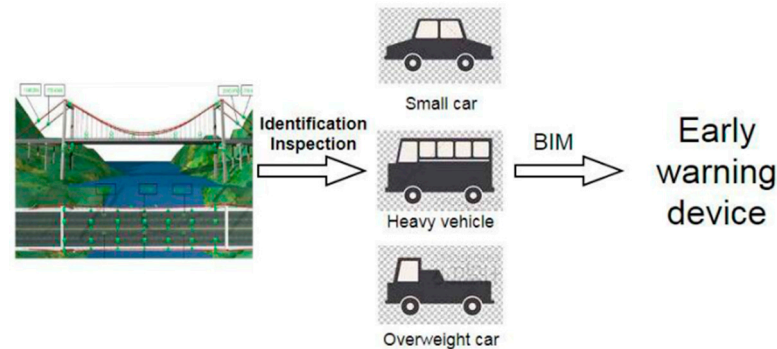 Identification
Inspection
Small car
Heavy vehicle
Overweight car
BIM
Early
warning
device